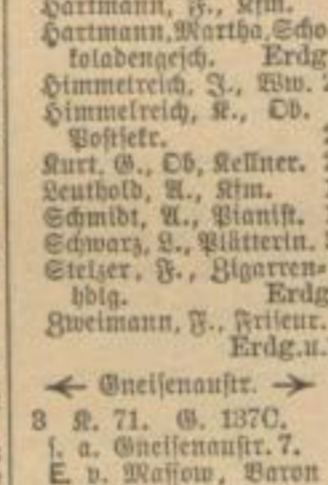 Hartmann, F., Kfm.
Hartmann, Martha, Scho-
koladengesch. Erdg
Himmelreich, J., Ww.
Himmelreich, K., Ob.
Postsekr.
Kurt, G., Ob, Kellner.
Leuthold, A., Kfm.
Schmidt, A., Pianist.
Schwarz, L., Plätterin.
Stelzer, F., Zigarren-
hdlg. Erdg
Zweimann, F., Friseur.
Erdg.u.
← Gneisenaustr. →
3 K. 71. G. 1370.
s. a. Gneisenaustr. 7.
E. v. Massow, Baron